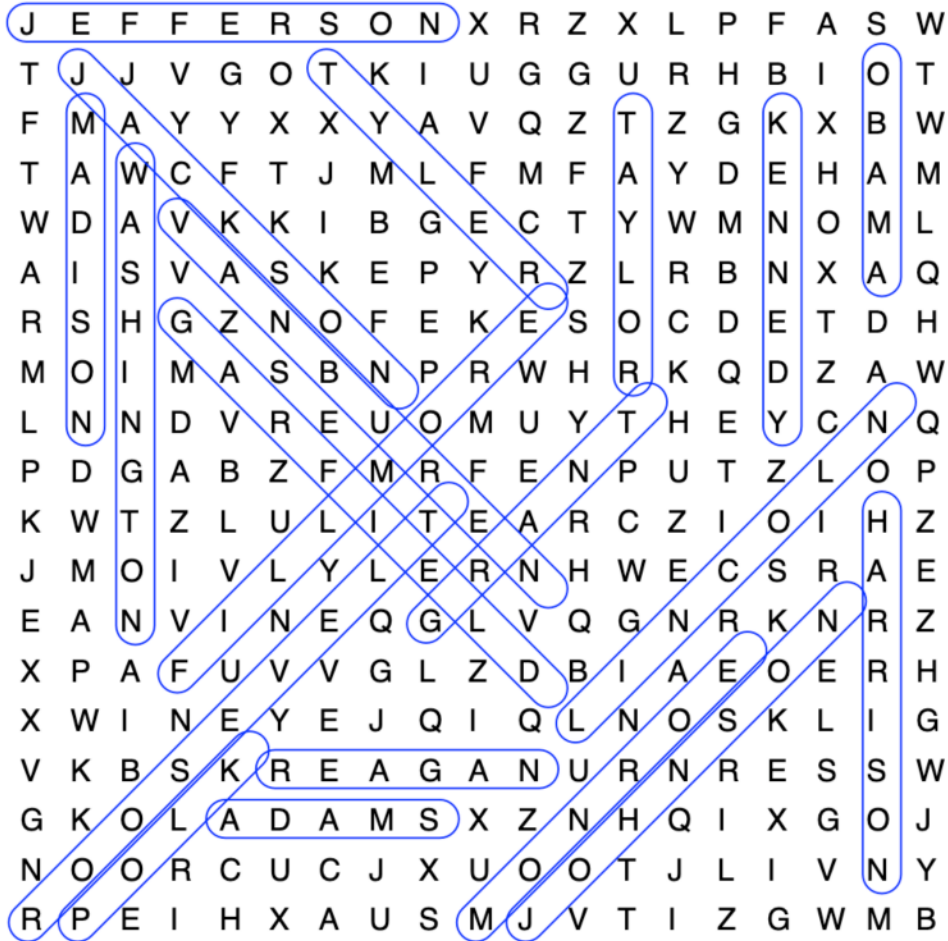 J E F F E R S O N X R Z X L P F A S W
T J J V G O T K I U G G U R H B I O T
F M A Y Y X X Y A V Q Z T Z G K X B W
T A W C F T J M L F M F A Y D E H A M
W D A V K K I B G E C T Y W M N O M L
A I S V A S K E P Y R Z L R B N X A Q
R S H G Z N O F E K E S O C D E T D H
M O I M A S B N P R W H R K Q D Z A W
L N N D V R E U O M U Y T H E Y C N Q
P D G A B Z F M R F E N P U T Z L O P
K W T Z L U L I T E A R C Z I O I H Z
J M O I V L Y L E R N H W E C S R A E
E A N V I N E Q G L V Q G N R K N R Z
X P A F U V V G L Z D B I A E O E R H
X W I N E Y E J Q I Q L N O S K L I G
V K B S K R E A G A N U R N R E S S W
G K O L A D A M S X Z N H Q I X G O J
N O O R C U C J X U O O T J L I V N Y
R P E I H X A U S M J V T I Z G W M B